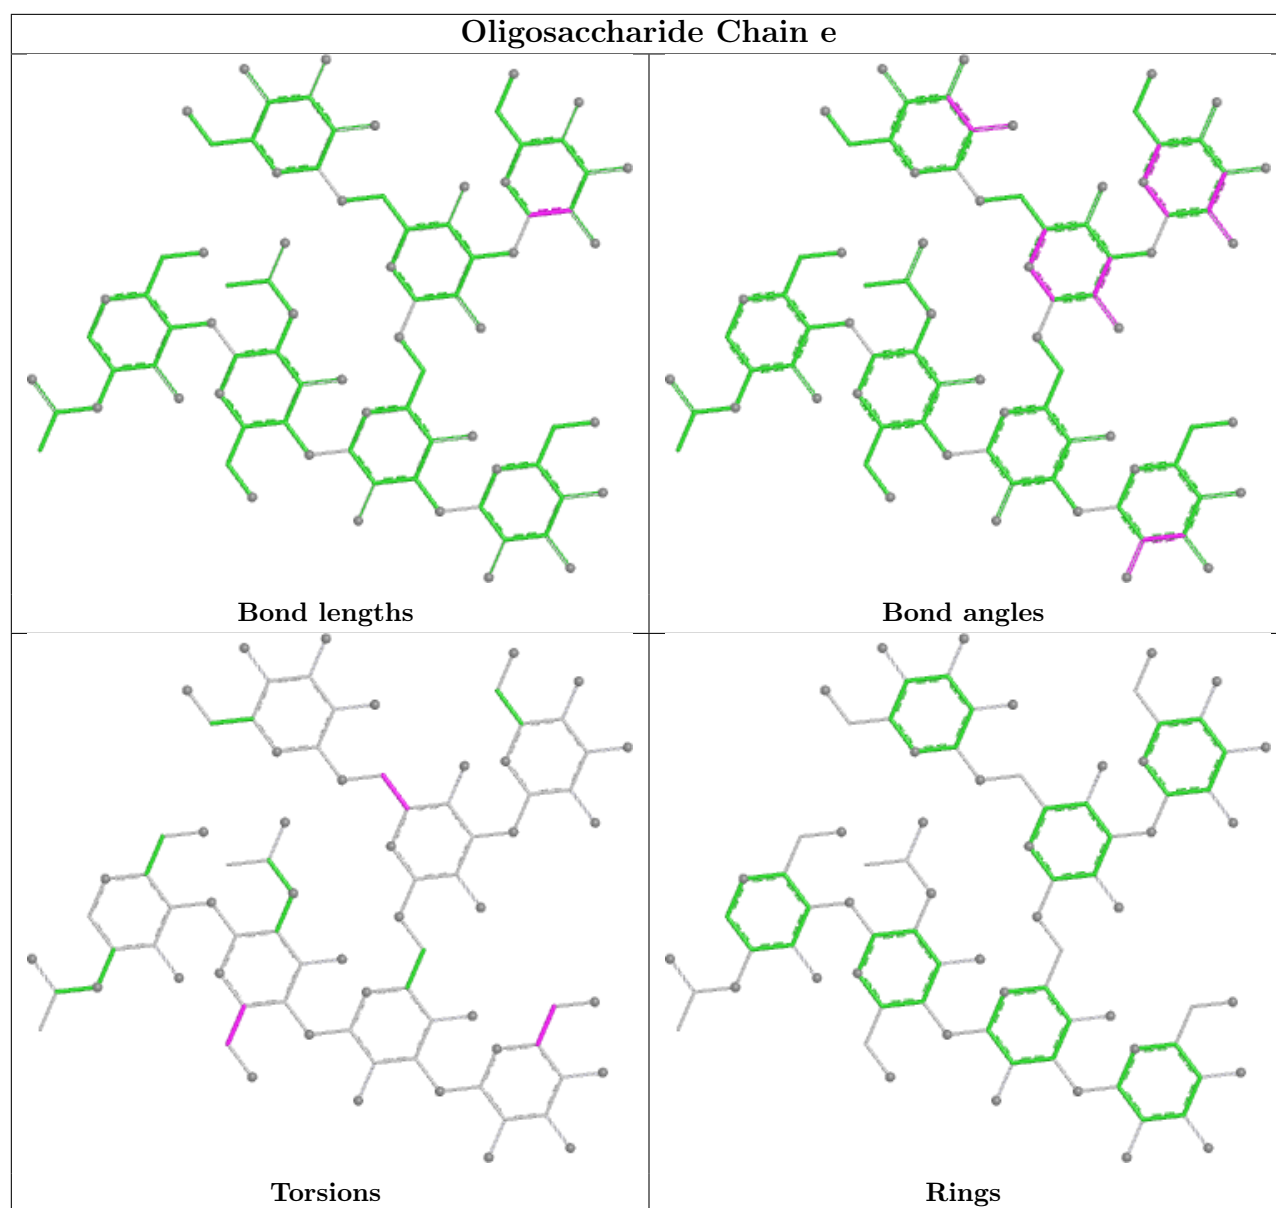 Oligosaccharide Chain e
Bond lengths
Bond angles
Torsions
Rings